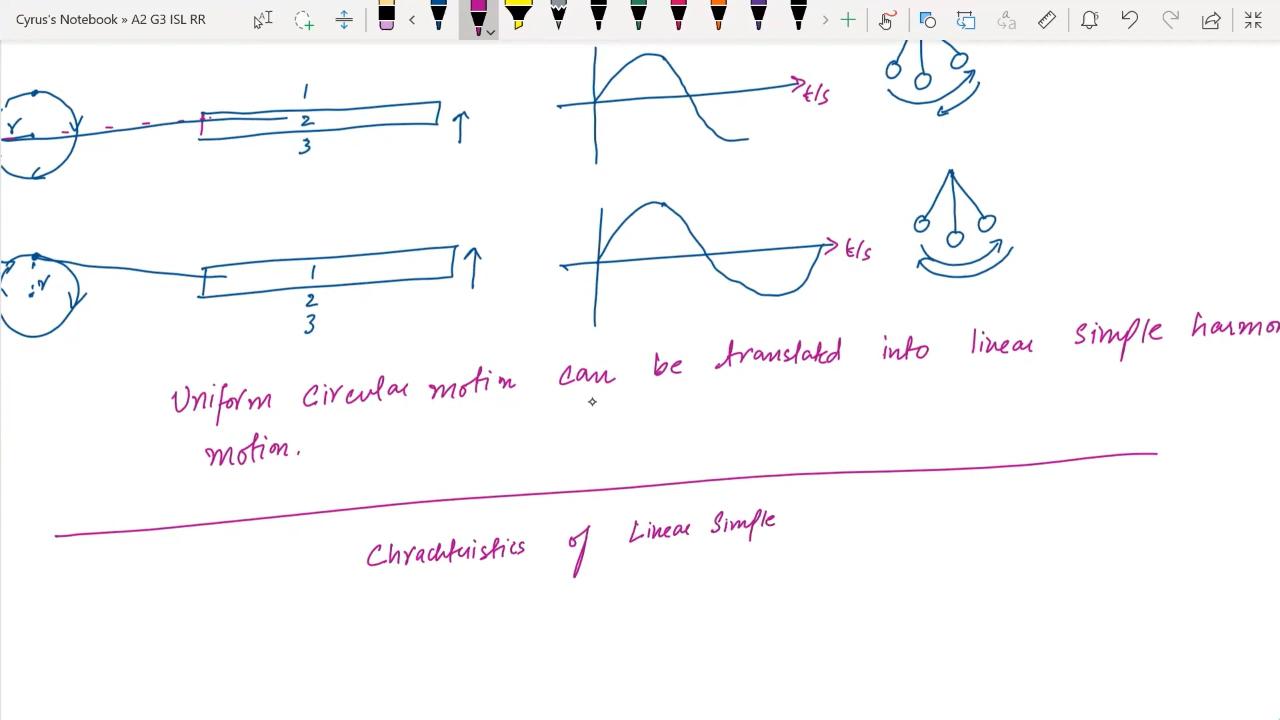 Cyrus's Notebook » A2 G3 ISL RR
1
r
2
3
t/s
1
r
2
3
t/s
Uniform circular motion can be translated into linear simple harmo
motion.
Chrachteristics of Linear Simple